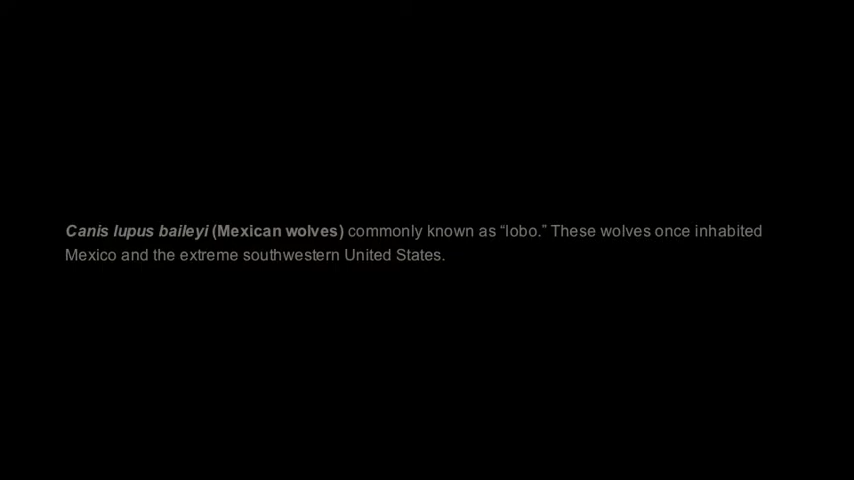 Canis lupus baileyi (Mexican wolves) commonly known as “lobo.” These wolves once inhabited
Mexico and the extreme southwestern United States.